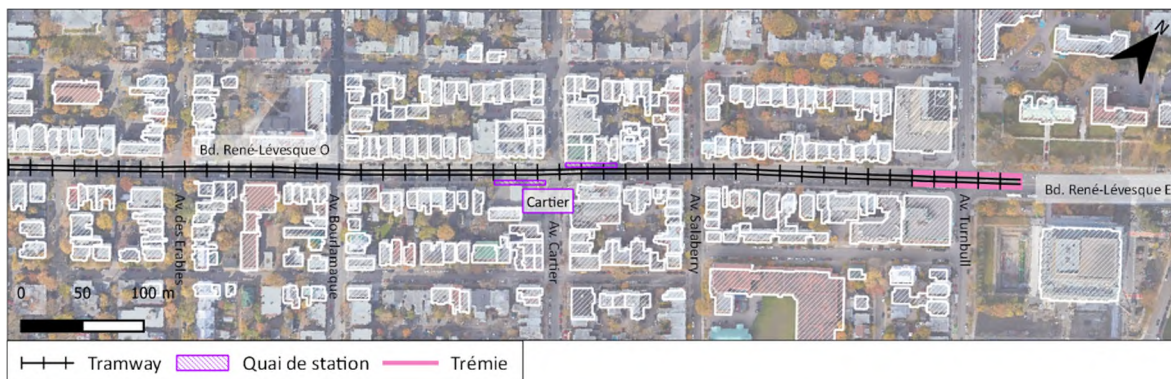 N
Bd. René-Lévesque O
Bd. René-Lévesque E
Cartier
Av. des Érables
Av. Bourlamaque
Av. Cartier
Av. Salaberry
Av. Turnbull
0 50 100 m
Tramway Quai de station Trémie